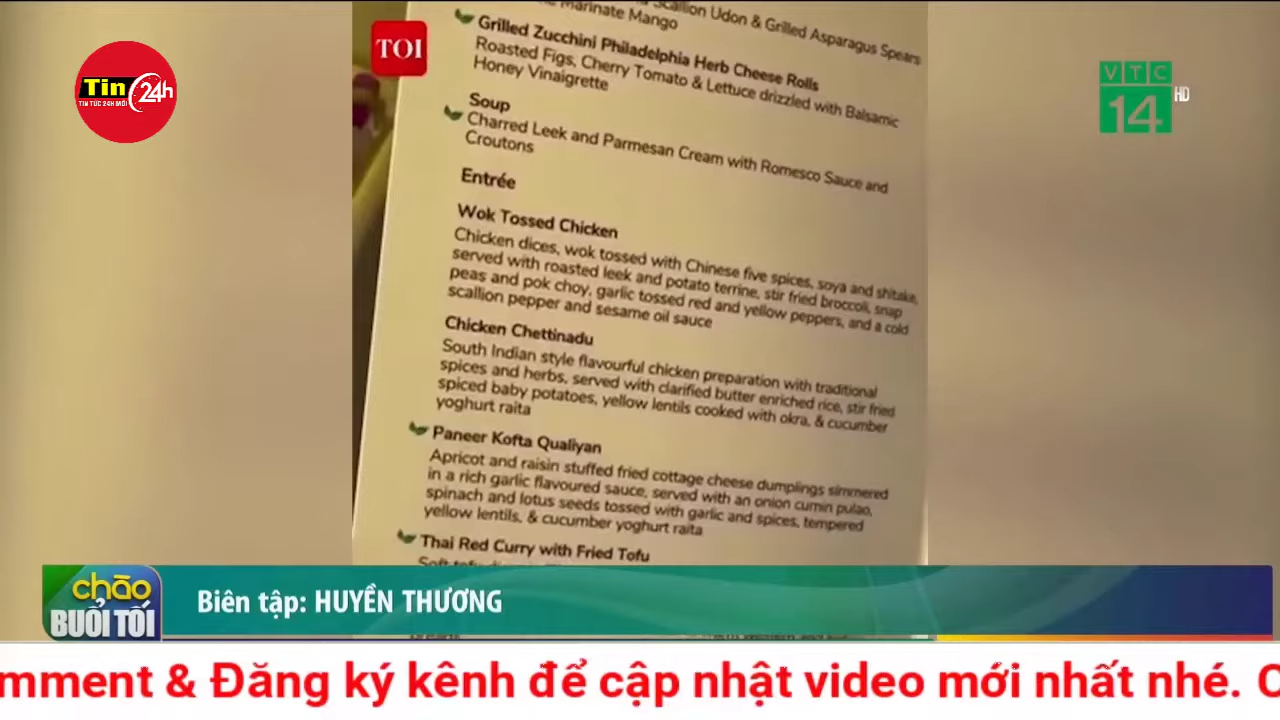 Scallion Udon & Grilled Asparagus Spears
Marinate Mango
Grilled Zucchini Philadelphia Herb Cheese Rolls
Roasted Figs, Cherry Tomato & Lettuce drizzled with Balsamic
Honey Vinaigrette
Soup
Charred Leek and Parmesan Cream with Romesco Sauce and
Croutons
Entrée
Wok Tossed Chicken
Chicken dices, wok tossed with Chinese five spices, soya and shitake,
served with roasted leek and potato terrine, stir fried broccoli, snap
peas and pok choy, garlic tossed red and yellow peppers, and a cold
scallion pepper and sesame oil sauce
Chicken Chettinadu
South Indian style flavourful chicken preparation with traditional
spices and herbs, served with clarified butter enriched rice, stir fried
spiced baby potatoes, yellow lentils cooked with okra, & cucumber
yoghurt raita
Paneer Kofta Qualiyan
Apricot and raisin stuffed fried cottage cheese dumplings simmered
in a rich garlic flavoured sauce, served with an onion cumin pulao,
spinach and lotus seeds tossed with garlic and spices, tempered
yellow lentils, & cucumber yoghurt raita
Thai Red Curry with Fried Tofu
TOI
Tin 24h
TIN TỨC 24H MỚI
VTC
14 HD
chào
BUỔI TỐI
Biên tập: HUYỀN THƯƠNG
mment & Đăng ký kênh để cập nhật video mới nhất nhé. C